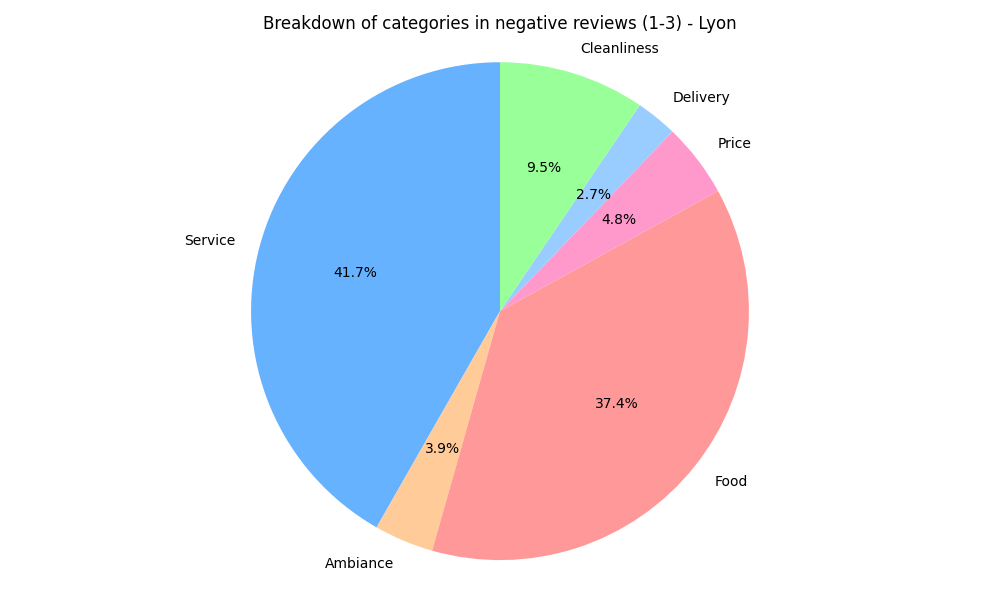 Breakdown of categories in negative reviews (1-3) - Lyon
Cleanliness
Delivery
Price
9.5%
2.7%
4.8%
Service
41.7%
37.4%
3.9%
Food
Ambiance